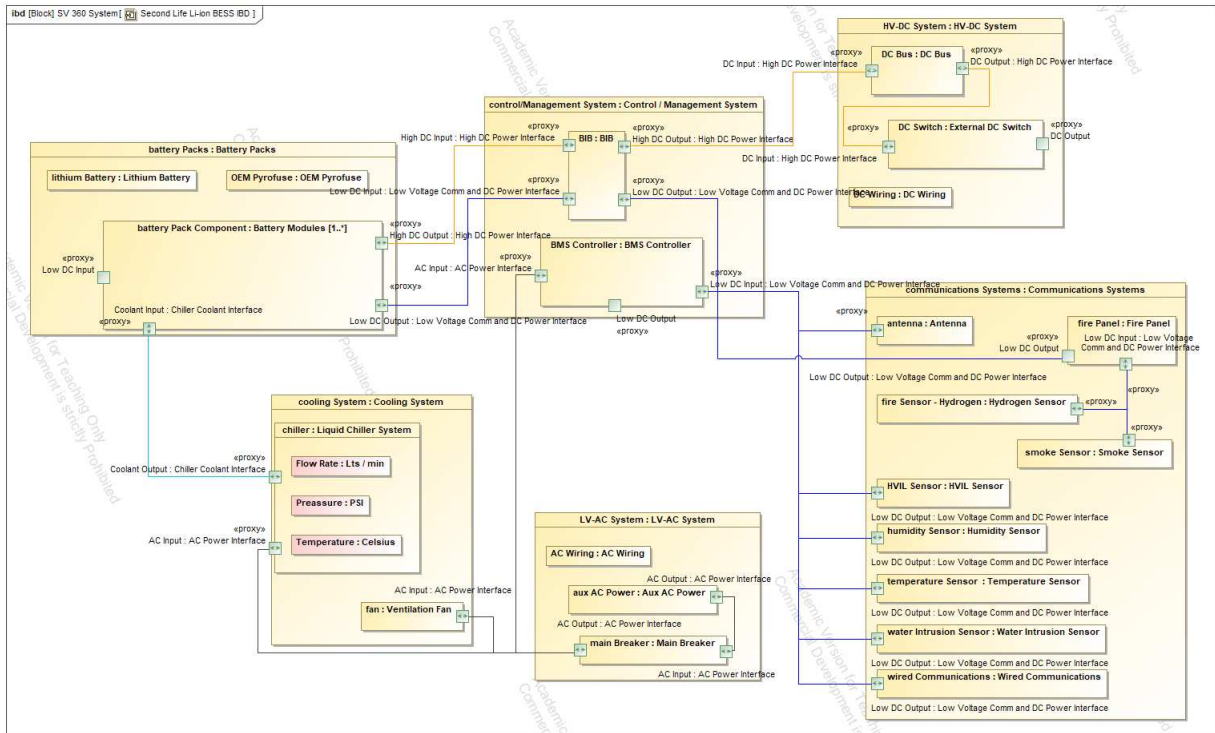 ibd [Block] SV 360 System [ Second Life Li-ion BESS IBD ]
HV-DC System : HV-DC System
«proxy»
DC Input : High DC Power Interface
DC Bus : DC Bus
«proxy»
DC Output : High DC Power Interface
«proxy»
DC Switch : External DC Switch
«proxy»
DC Output
DC Input : High DC Power Interface
DC Wiring : DC Wiring
control/Management System : Control / Management System
«proxy»
High DC Input : High DC Power Interface
BIB : BIB
«proxy»
High DC Output : High DC Power Interface
«proxy»
Low DC Input : Low Voltage Comm and DC Power Interface
«proxy»
Low DC Output : Low Voltage Comm and DC Power Interface
BMS Controller : BMS Controller
«proxy»
AC Input : AC Power Interface
«proxy»
Low DC Input : Low Voltage Comm and DC Power Interface
Low DC Output
«proxy»
battery Packs : Battery Packs
lithium Battery : Lithium Battery
OEM Pyrofuse : OEM Pyrofuse
battery Pack Component : Battery Modules [1..*]
«proxy»
High DC Output : High DC Power Interface
«proxy»
Low DC Input
«proxy»
Low DC Output : Low Voltage Comm and DC Power Interface
Coolant Input : Chiller Coolant Interface
«proxy»
cooling System : Cooling System
chiller : Liquid Chiller System
Flow Rate : Lts / min
Preassure : PSI
Temperature : Celsius
«proxy»
Coolant Output : Chiller Coolant Interface
«proxy»
AC Input : AC Power Interface
AC Input : AC Power Interface
fan : Ventilation Fan
LV-AC System : LV-AC System
AC Wiring : AC Wiring
AC Output : AC Power Interface
aux AC Power : Aux AC Power
AC Output : AC Power Interface
main Breaker : Main Breaker
AC Input : AC Power Interface
communications Systems : Communications Systems
«proxy»
antenna : Antenna
fire Panel : Fire Panel
«proxy»
Low DC Output
Low DC Input : Low Voltage
Comm and DC Power Interface
Low DC Output : Low Voltage Comm and DC Power Interface
«proxy»
fire Sensor - Hydrogen : Hydrogen Sensor
«proxy»
«proxy»
smoke Sensor : Smoke Sensor
HVIL Sensor : HVIL Sensor
Low DC Output : Low Voltage Comm and DC Power Interface
humidity Sensor : Humidity Sensor
Low DC Output : Low Voltage Comm and DC Power Interface
temperature Sensor : Temperature Sensor
Low DC Output : Low Voltage Comm and DC Power Interface
water Intrusion Sensor : Water Intrusion Sensor
Low DC Output : Low Voltage Comm and DC Power Interface
wired Communications : Wired Communications
Low DC Output : Low Voltage Comm and DC Power Interface